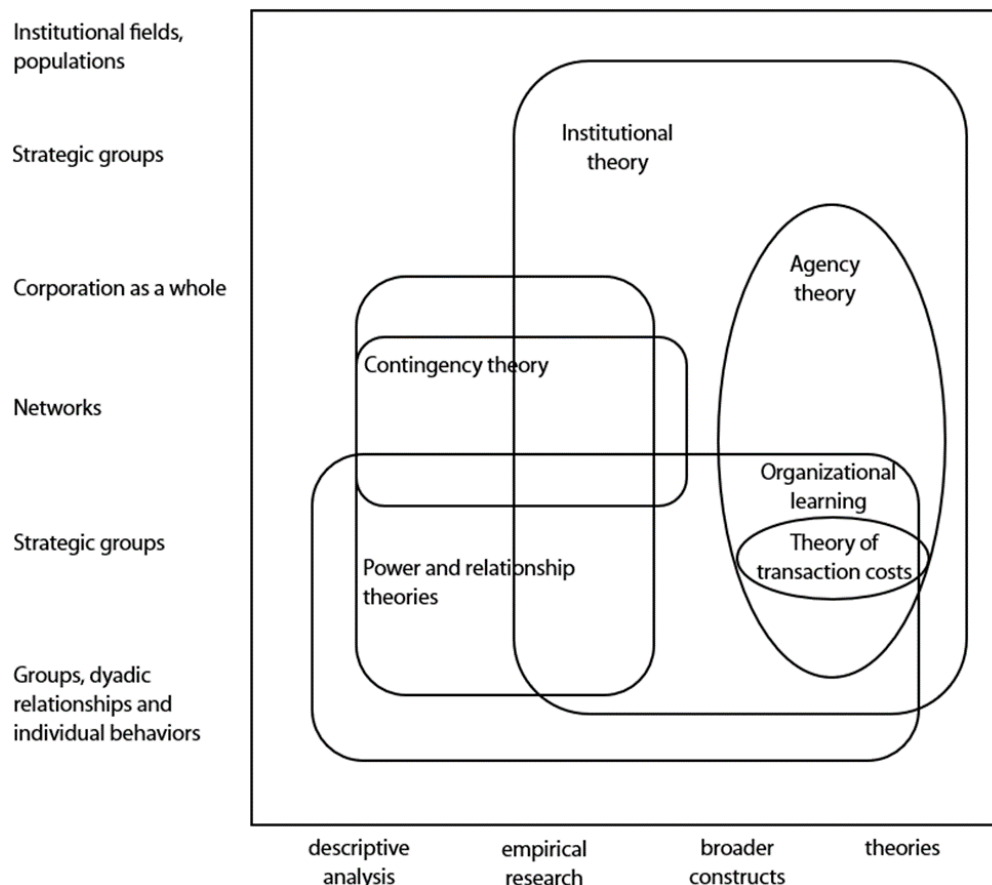 Institutional fields,
populations
Strategic groups
Corporation as a whole
Networks
Strategic groups
Groups, dyadic
relationships and
individual behaviors
Institutional
theory
Agency
theory
Contingency theory
Organizational
learning
Theory of
transaction costs
Power and relationship
theories
descriptive
analysis
empirical
research
broader
constructs
theories